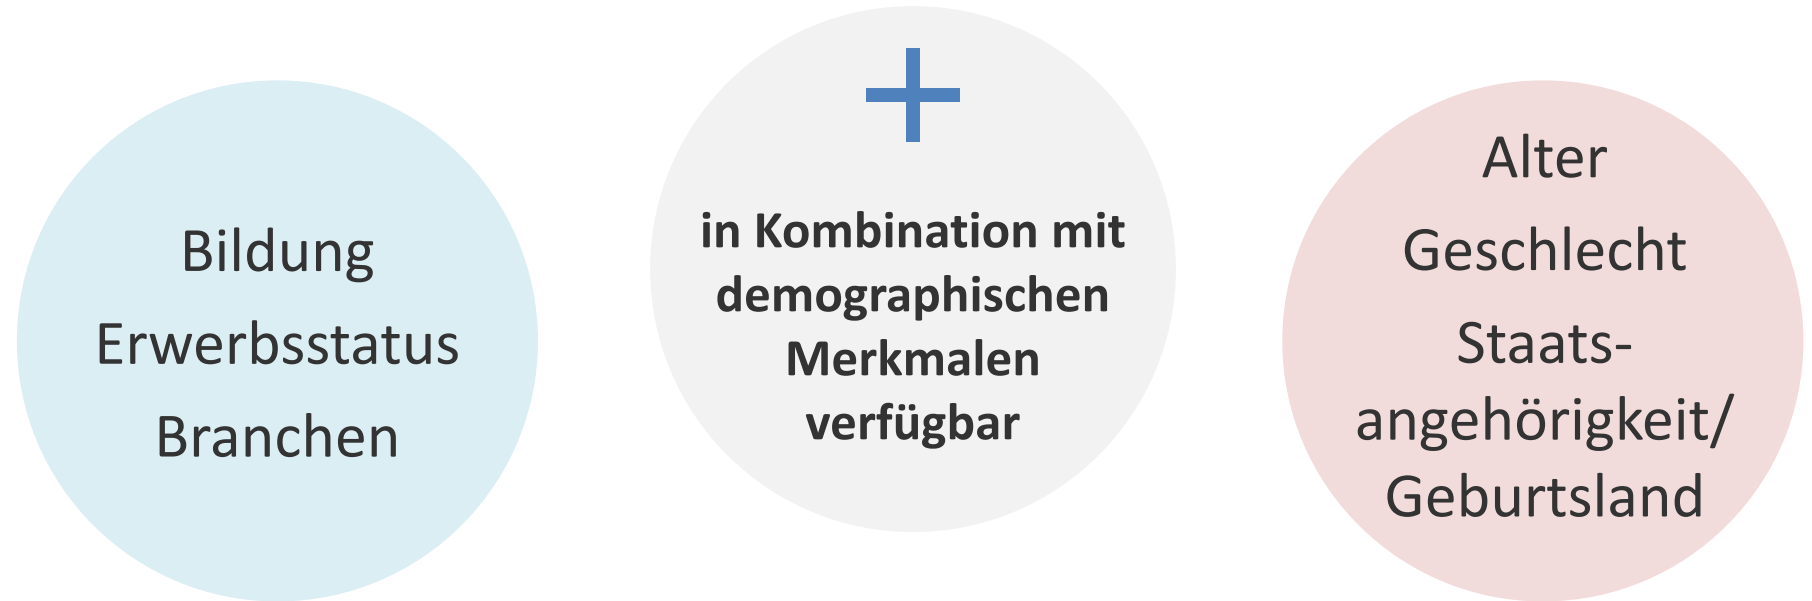 Bildung
Erwerbsstatus
Branchen
in Kombination mit
demographischen
Merkmalen
verfügbar
Alter
Geschlecht
Staats-
angehörigkeit/
Geburtsland